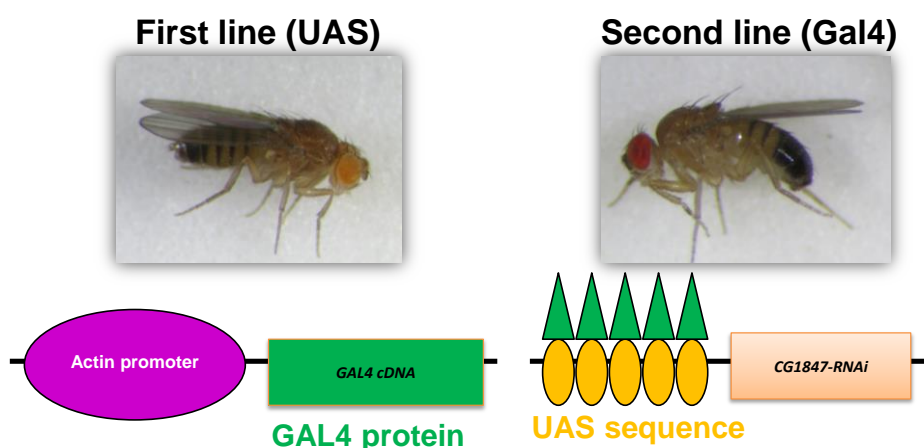 First line (UAS)
Second line (Gal4)
Actin promoter
GAL4 cDNA
GAL4 protein
CG1847-RNAi
UAS sequence